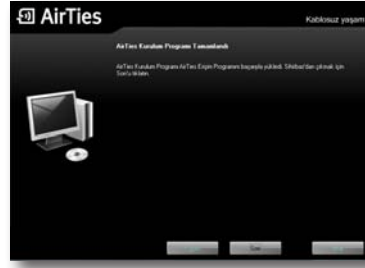 AirTies
Kablosuz yaşam
AirTies Kurulum Programı Tamamlandı
AirTies Kurulum Programı AirTies Erişim Programını başarıyla yükledi. Sihirbaz'dan çıkmak için
Son'u tıklatın.
Son